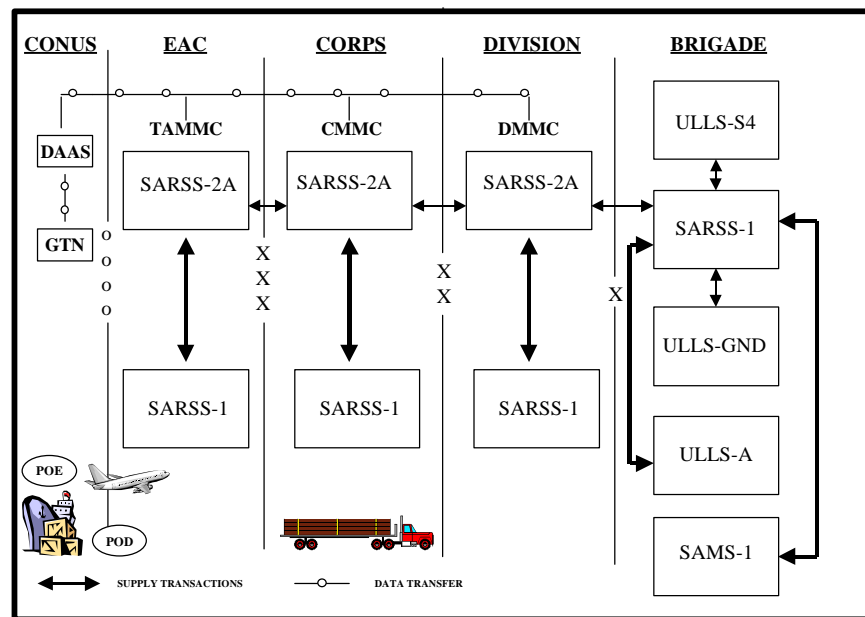 CONUS EAC CORPS DIVISION BRIGADE
ULLS-S4
TAMMC CMMC DMMC
DAAS
SARSS-2A SARSS-2A SARSS-2A
SARSS-1
GTN
o
o
o
o
X
X
X
X
X
X
ULLS-GND
SARSS-1 SARSS-1 SARSS-1
ULLS-A
POE
POD
SAMS-1
SUPPLY TRANSACTIONS DATA TRANSFER